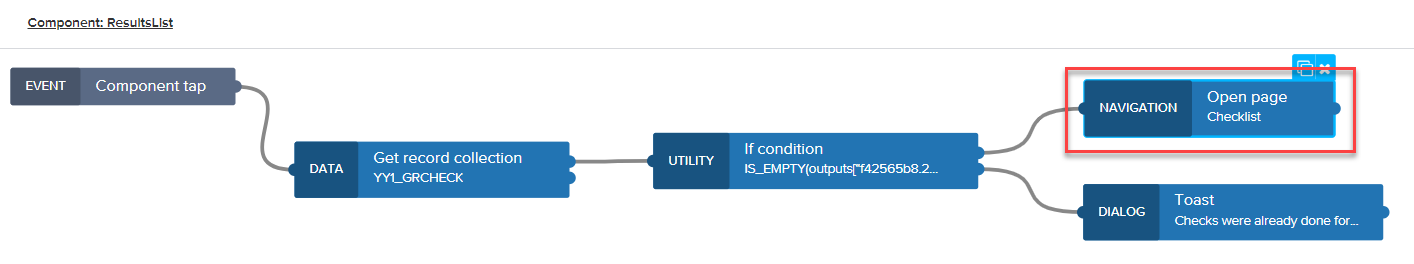 Component: ResultsList
EVENT
Component tap
DATA
Get record collection
YY1_GRCHECK
UTILITY
If condition
IS_EMPTY(outputs["f42565b8.2...
NAVIGATION
Open page
Checklist
DIALOG
Toast
Checks were already done for...